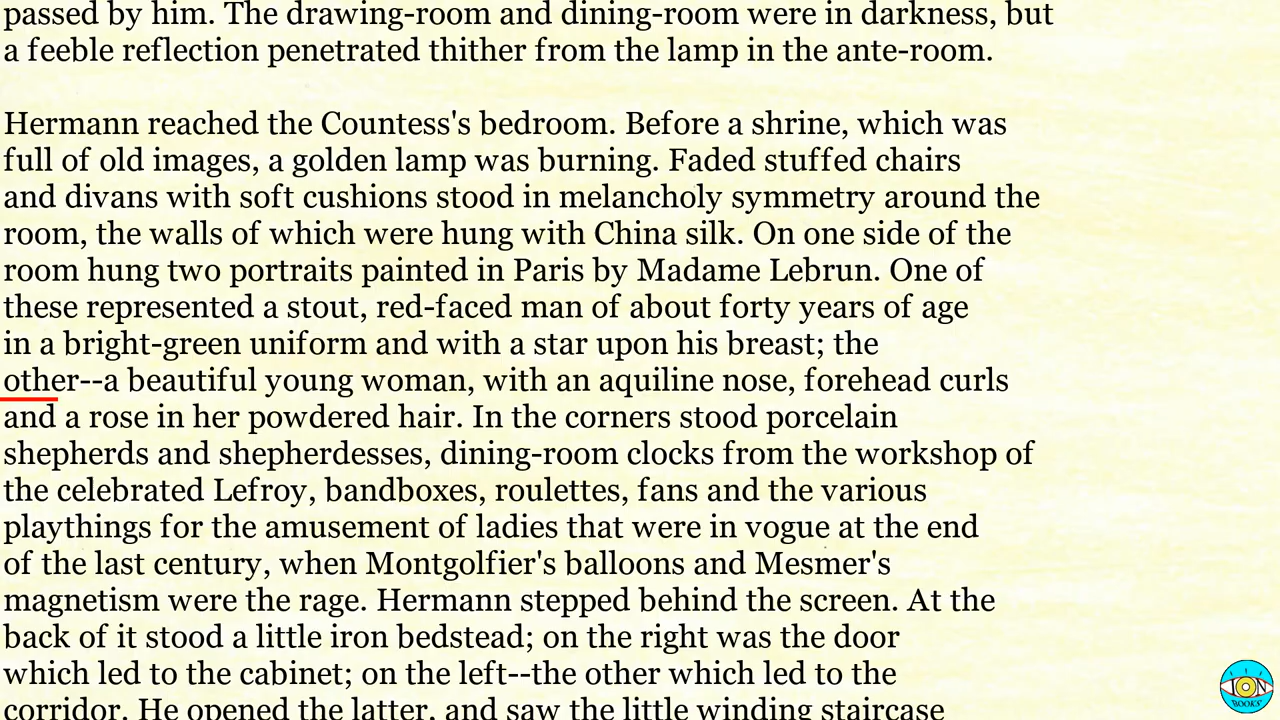 passed by him. The drawing-room and dining-room were in darkness, but
a feeble reflection penetrated thither from the lamp in the ante-room.
Hermann reached the Countess's bedroom. Before a shrine, which was
full of old images, a golden lamp was burning. Faded stuffed chairs
and divans with soft cushions stood in melancholy symmetry around the
room, the walls of which were hung with China silk. On one side of the
room hung two portraits painted in Paris by Madame Lebrun. One of
these represented a stout, red-faced man of about forty years of age
in a bright-green uniform and with a star upon his breast; the
other--a beautiful young woman, with an aquiline nose, forehead curls
and a rose in her powdered hair. In the corners stood porcelain
shepherds and shepherdesses, dining-room clocks from the workshop of
the celebrated Lefroy, bandboxes, roulettes, fans and the various
playthings for the amusement of ladies that were in vogue at the end
of the last century, when Montgolfier's balloons and Mesmer's
magnetism were the rage. Hermann stepped behind the screen. At the
back of it stood a little iron bedstead; on the right was the door
which led to the cabinet; on the left--the other which led to the
corridor. He opened the latter, and saw the little winding staircase
ION
BOOKS